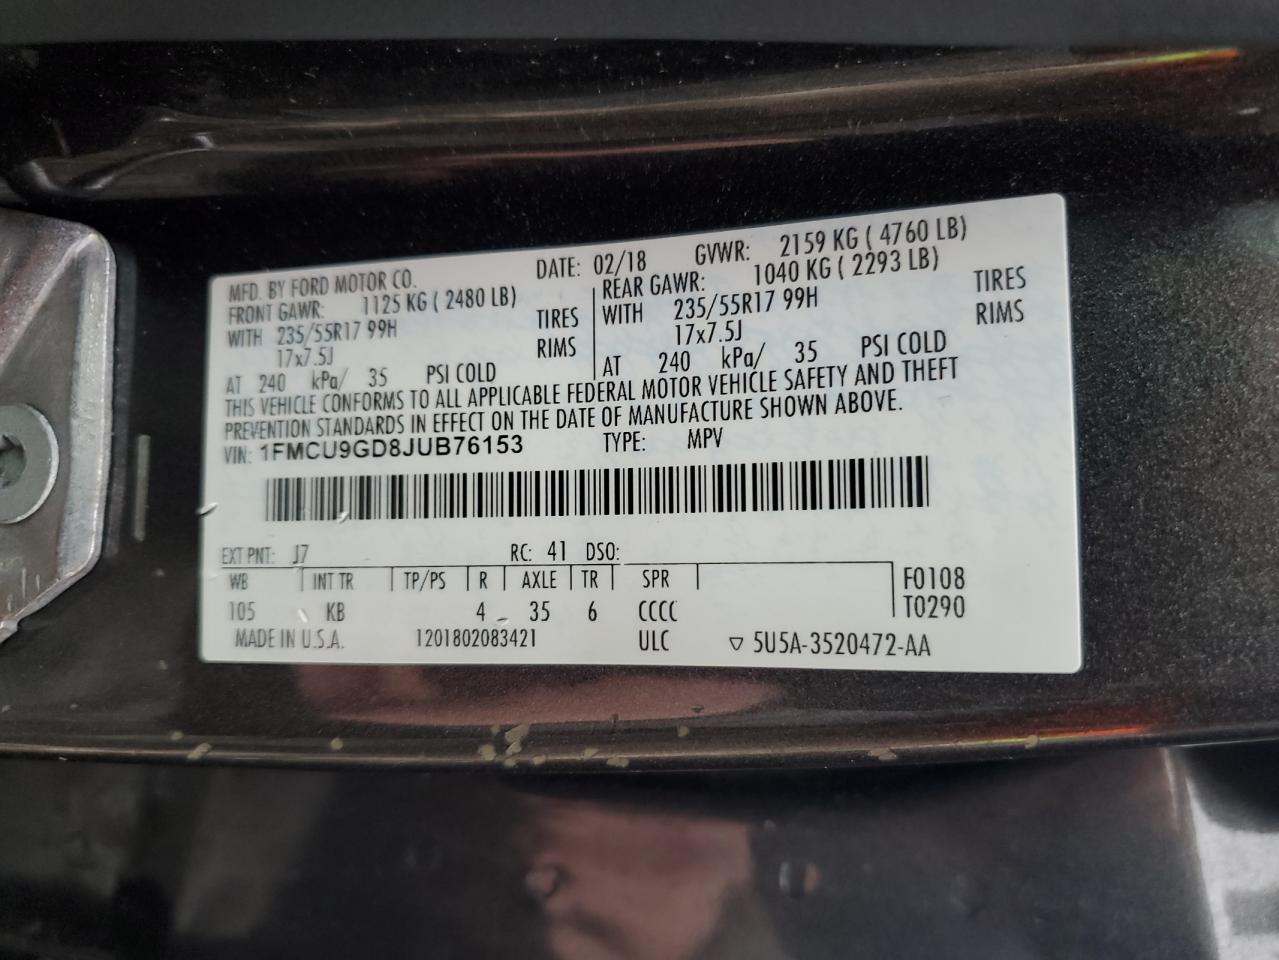 MFD. BY FORD MOTOR CO. DATE: 02/18 GVWR: 2159 KG ( 4760 LB)
FRONT GAWR: 1125 KG ( 2480 LB) REAR GAWR: 1040 KG ( 2293 LB)
WITH 235/55R17 99H TIRES WITH 235/55R17 99H TIRES
17x7.5J RIMS 17x7.5J RIMS
AT 240 kPa/ 35 PSI COLD AT 240 kPa/ 35 PSI COLD
THIS VEHICLE CONFORMS TO ALL APPLICABLE FEDERAL MOTOR VEHICLE SAFETY AND THEFT
PREVENTION STANDARDS IN EFFECT ON THE DATE OF MANUFACTURE SHOWN ABOVE.
VIN: 1FMCU9GD8JUB76153 TYPE: MPV
EXT PNT: J7 RC: 41 DSO:
WB INT TR TP/PS R AXLE TR SPR F0108
105 KB 4 35 6 CCCC T0290
MADE IN U.S.A. 1201802083421 ULC ▽ 5U5A-3520472-AA